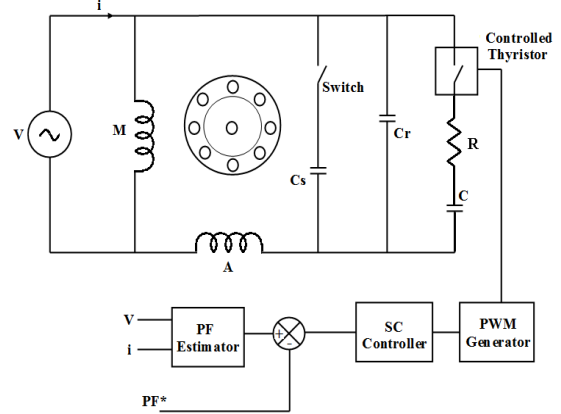 i
Controlled
Thyristor
V
M
Switch
Cr
R
Cs
C
A
V
i
PF
Estimator
+
-
SC
Controller
PWM
Generator
PF*